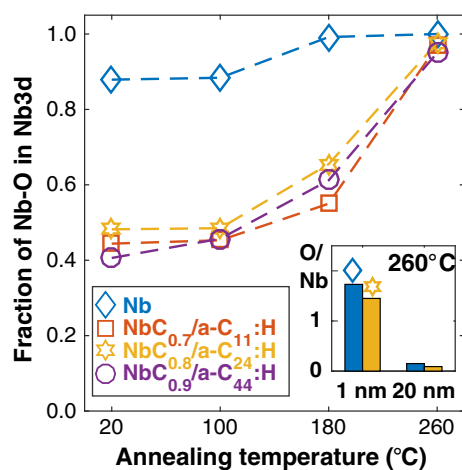 Fraction of Nb-O in Nb3d
1.0
0.8
0.6
0.4
0.2
0.0
Nb
NbC0.7/a-C11:H
NbC0.8/a-C24:H
NbC0.9/a-C44:H
O/
Nb
260°C
1
0
1 nm 20 nm
20 100 180 260
Annealing temperature (°C)